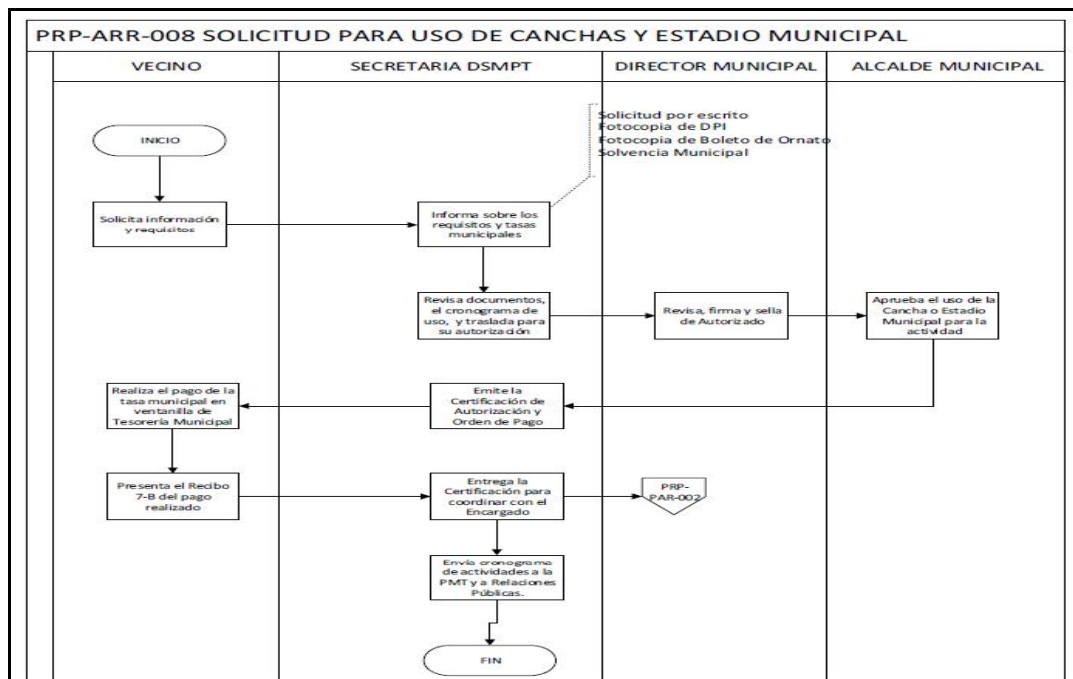 PRP-ARR-008 SOLICITUD PARA USO DE CANCHAS Y ESTADIO MUNICIPAL
VECINO
SECRETARIA DSMPT
DIRECTOR MUNICIPAL
ALCALDE MUNICIPAL
INICIO
Solicitud por escrito
Fotocopia de DPI
Fotocopia de Boleto de Ornato
Solvencia Municipal
Solicita información
y requisitos
Informa sobre los
requisitos y tasas
municipales
Revisa documentos,
el cronograma de
uso, y traslada para
su autorización
Revisa, firma y sella
de Autorizado
Aprueba el uso de la
Cancha o Estadio
Municipal para la
actividad
Realiza el pago de la
tasa municipal en
ventanilla de
Tesorería Municipal
Emite la
Certificación de
Autorización y
Orden de Pago
Presenta el Recibo
7-B del pago
realizado
Entrega la
Certificación para
coordinar con el
Encargado
PRP-
PAR-002
Envía cronograma
de actividades a la
PMT y a Relaciones
Públicas.
FIN